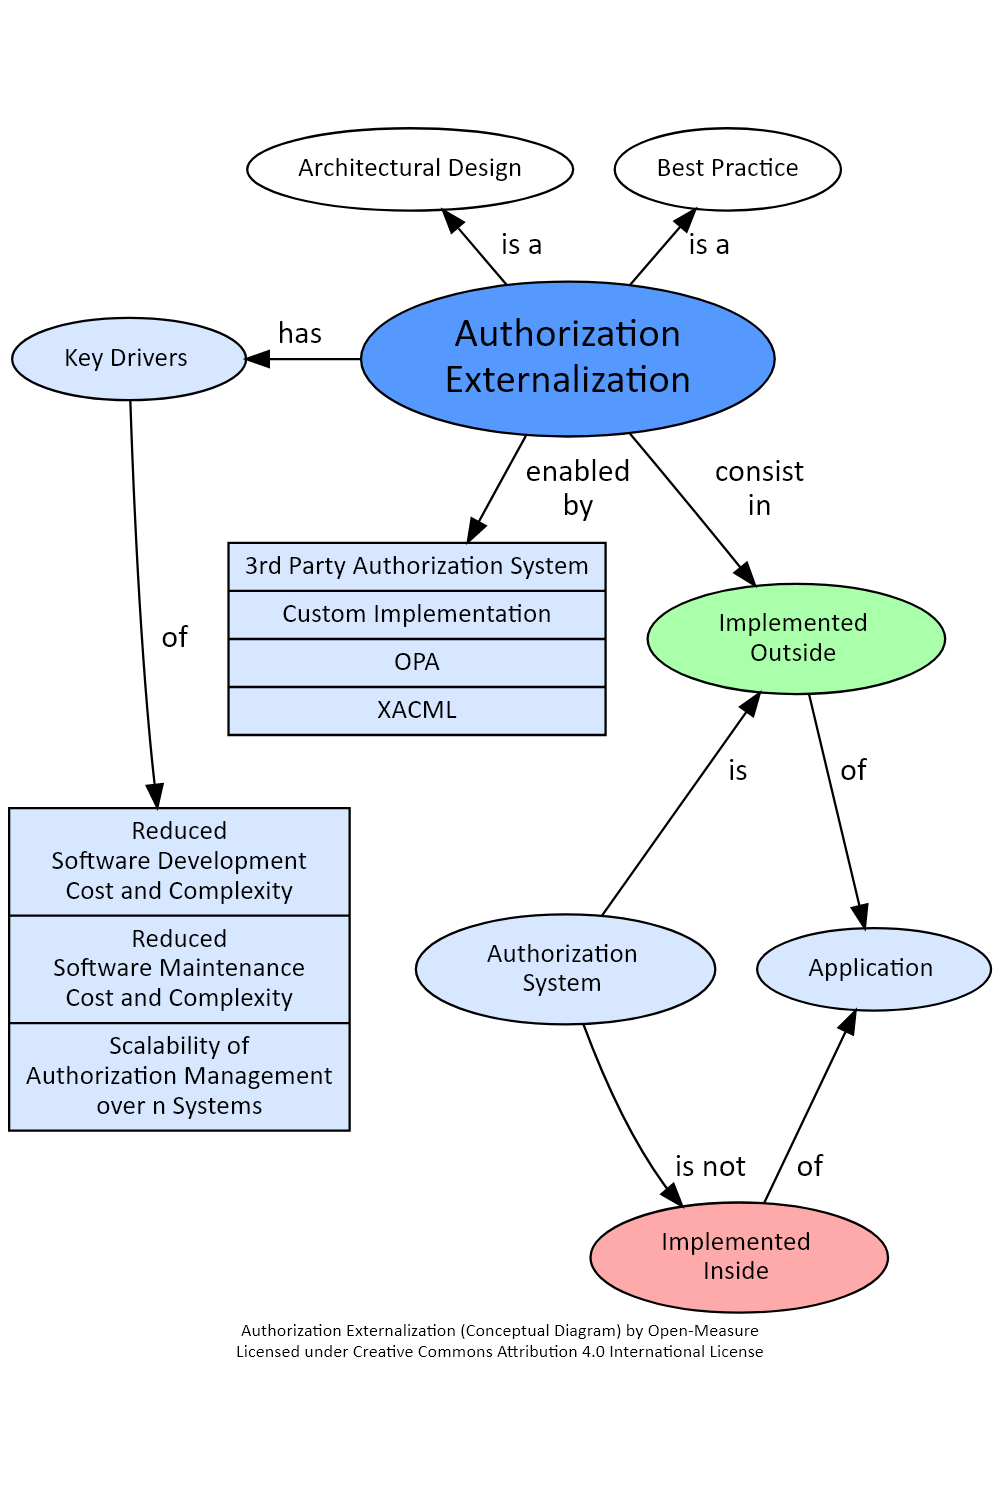 Architectural Design
Best Practice
is a
is a
Authorization
Externalization
has
Key Drivers
enabled
by
consist
in
3rd Party Authorization System
Custom Implementation
OPA
XACML
Implemented
Outside
of
is
of
Reduced
Software Development
Cost and Complexity
Reduced
Software Maintenance
Cost and Complexity
Scalability of
Authorization Management
over n Systems
Authorization
System
Application
is not
of
Implemented
Inside
Authorization Externalization (Conceptual Diagram) by Open-Measure
Licensed under Creative Commons Attribution 4.0 International License